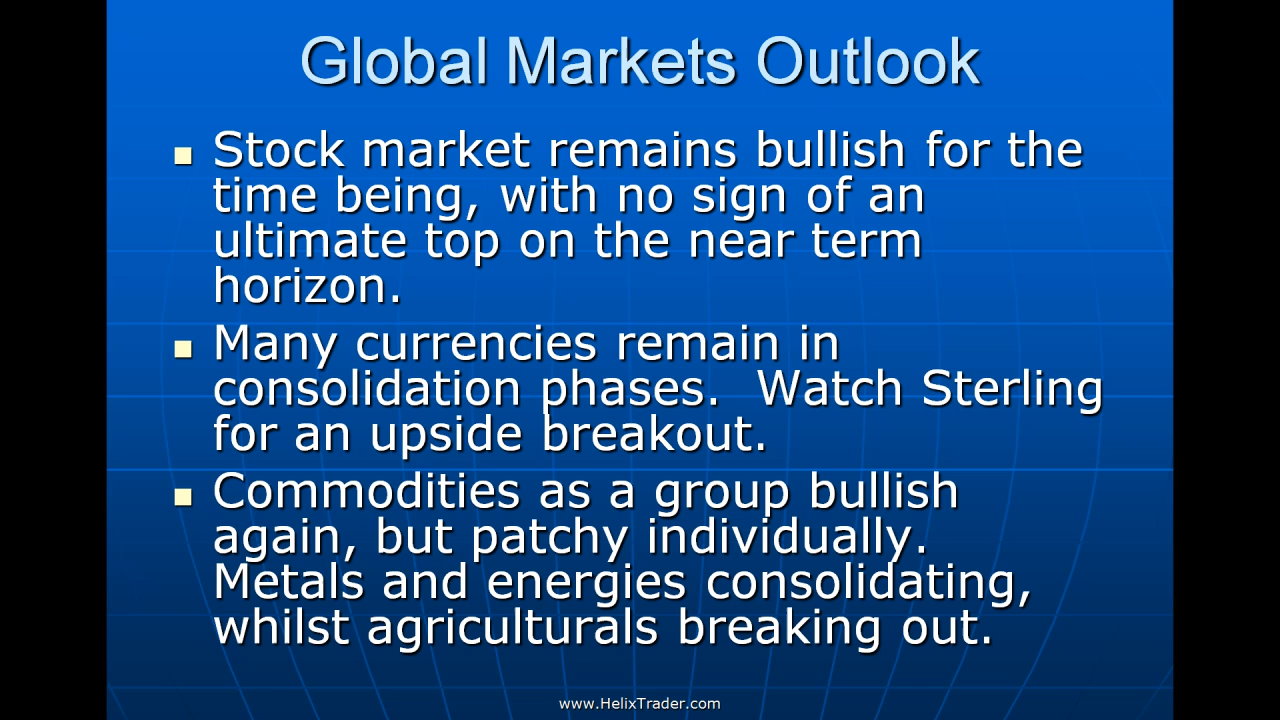 Global Markets Outlook
Stock market remains bullish for the
time being, with no sign of an
ultimate top on the near term
horizon.
Many currencies remain in
consolidation phases.  Watch Sterling
for an upside breakout.
Commodities as a group bullish
again, but patchy individually.
Metals and energies consolidating,
whilst agriculturals breaking out.
www.HelixTrader.com